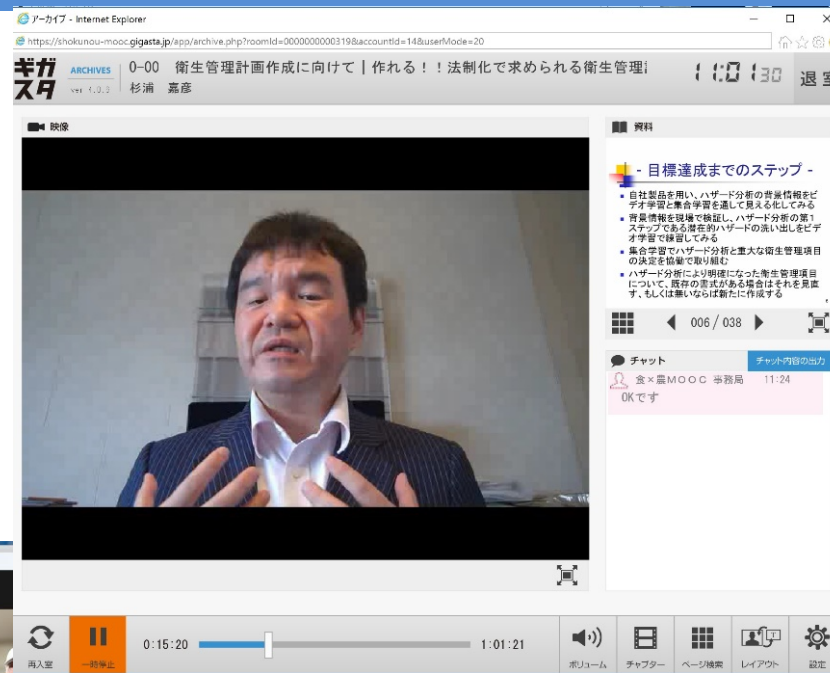 アーカイブ - Internet Explorer
https://shokunou-mooc.gigasta.jp/app/archive.php?roomId=0000000000319&accountId=14&userMode=20
ギガスタ
ARCHIVES
0-00 衛生管理計画作成に向けて | 作れる!!法制化で求められる衛生管理
杉浦 嘉彦
11:01:30
退室
映像
資料
- 目標達成までのステップ -
自社製品を用い、ハザード分析の背景情報をビ
デオ学習と集合学習を通して見える化してみる
背景情報を現場で検証し、ハザード分析の第1
ステップである潜在的ハザードの洗い出しをビデ
オ学習で練習してみる
集合学習でハザード分析と重大な衛生管理項目
の決定を協働で取り組む
ハザード分析により明確になった衛生管理項目
について、既存の書式がある場合はそれを見直
す、もしくは無いならば新たに作成する
006 / 038
チャット
チャット内容の出力
食×農MOOC 事務局 11:24
OKです
再入室
一時停止
0:15:20
1:01:21
ボリューム
チャプター
ページ検索
レイアウト
設定